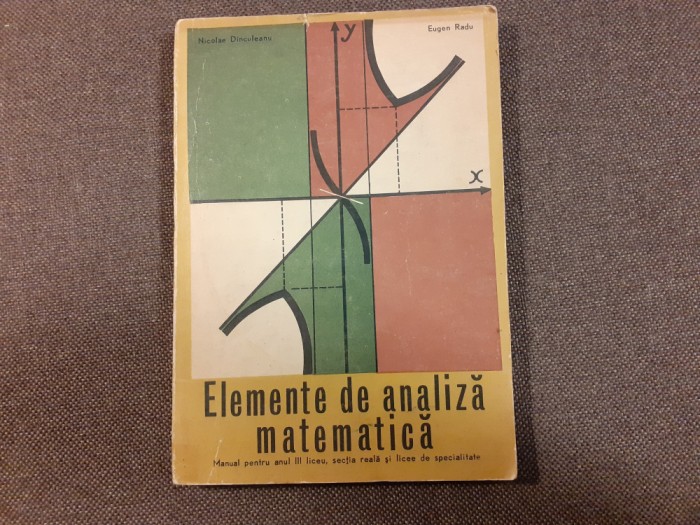 Nicolae Dinculeanu
Eugen Radu
y
x
Elemente de analiză
matematică
Manual pentru anul III liceu, secția reală și licee de specialitate